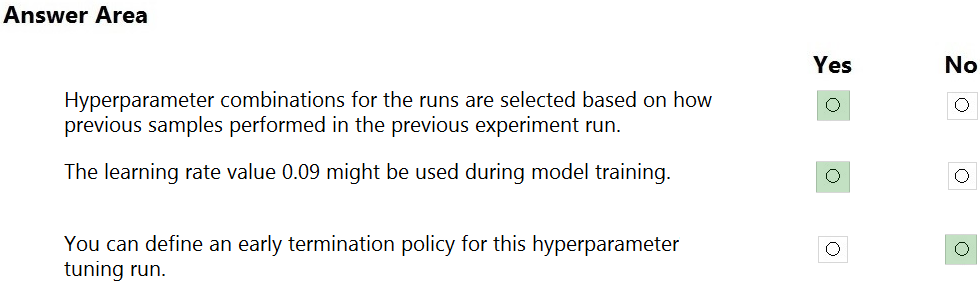 Answer Area
Yes No
Hyperparameter combinations for the runs are selected based on how
previous samples performed in the previous experiment run.
The learning rate value 0.09 might be used during model training.
You can define an early termination policy for this hyperparameter
tuning run.